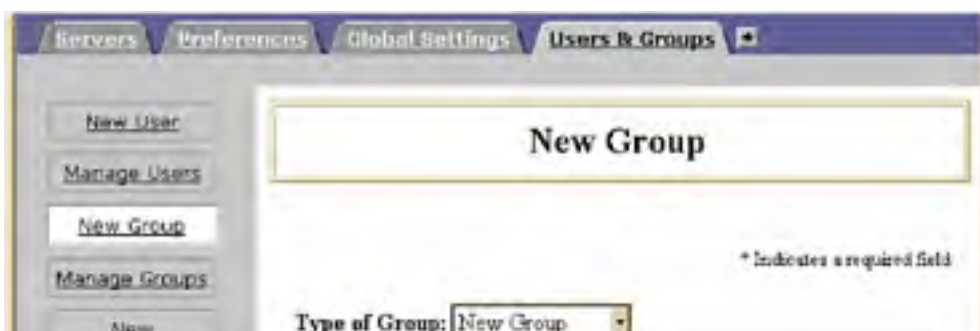 Servers Preferences Global Settings Users & Groups
New User
New Group
Manage Users
New Group
* Indicates a required field
Manage Groups
Type of Group: New Group
New